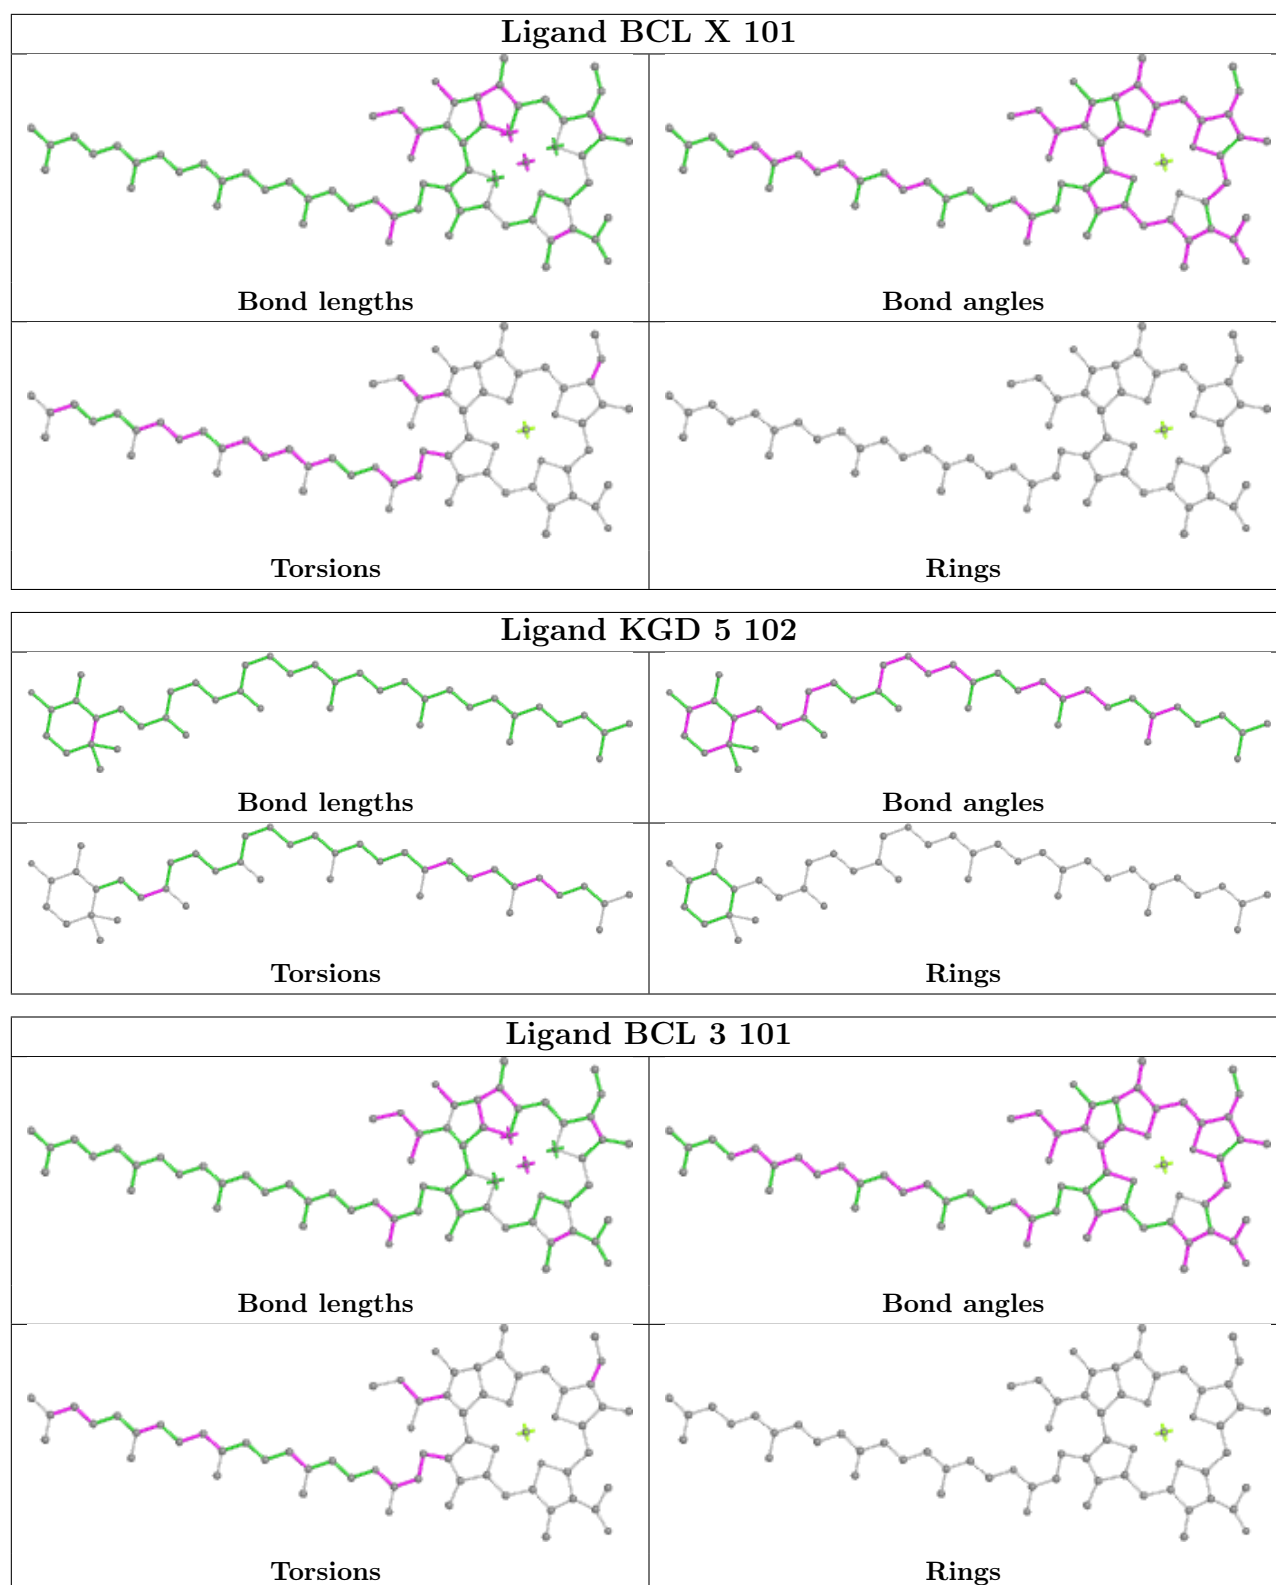 Ligand BCL X 101
Bond lengths
Bond angles
Torsions
Rings
Ligand KGD 5 102
Bond lengths
Bond angles
Torsions
Rings
Ligand BCL 3 101
Bond lengths
Bond angles
Torsions
Rings